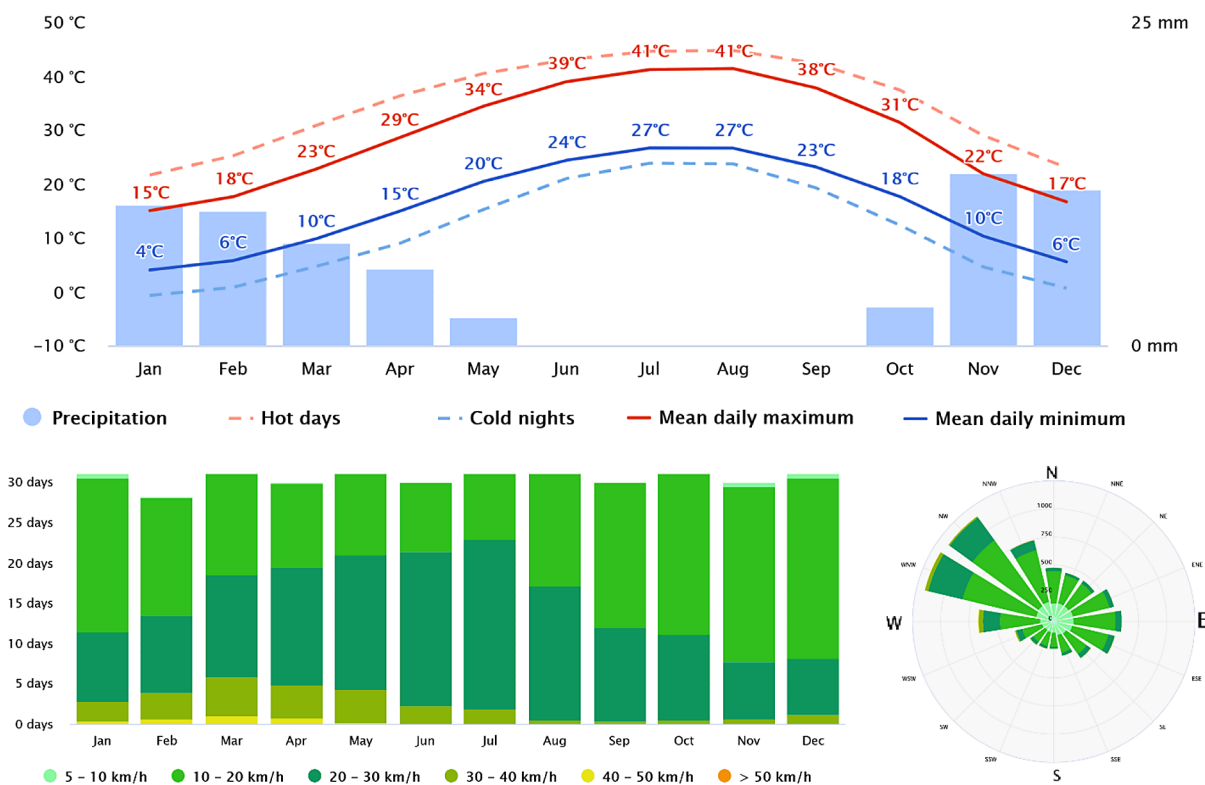 50 °C 25 mm
41°C 41°C
39°C 38°C
40 °C
34°C
31°C
29°C
30 °C
27°C 27°C
24°C 23°C
23°C 22°C
20 °C
20°C
18°C 18°C
15°C 17°C
15°C
10°C 10°C
10 °C
6°C 6°C
4°C
0 °C
−10 °C 0 mm
Jan Feb Mar Apr May Jun Jul Aug Sep Oct Nov Dec
Precipitation Hot days Cold nights Mean daily maximum Mean daily minimum
30 days
25 days
20 days
15 days
10 days
5 days
0 days
Jan Feb Mar Apr May Jun Jul Aug Sep Oct Nov Dec
5 – 10 km/h 10 – 20 km/h 20 – 30 km/h 30 – 40 km/h 40 – 50 km/h > 50 km/h
N
NNW NNE
1000
NW NE
750
500
WNW ENE
250
0
W E
WSW ESE
SW SE
SSW SSE
S